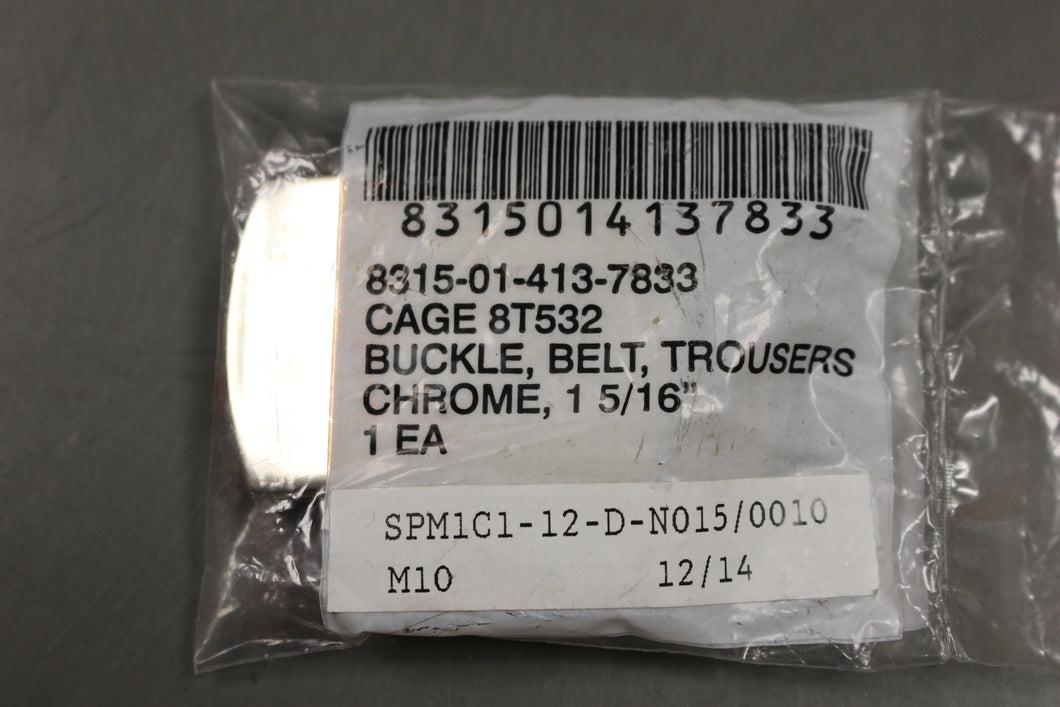 8315014137833
8315-01-413-7833
CAGE 8T532
BUCKLE, BELT, TROUSERS
CHROME, 1 5/16"
1 EA
SPM1C1-12-D-N015/0010
M10 12/14